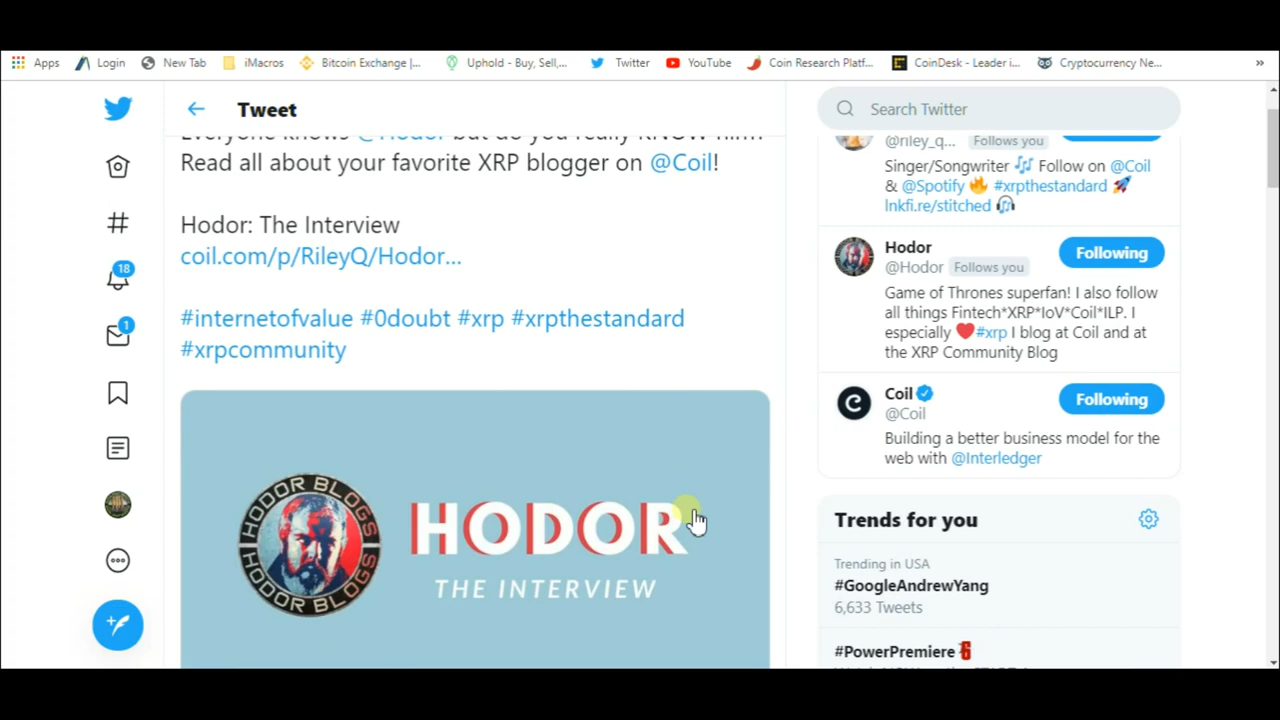 Apps
Login
New Tab
iMacros
Bitcoin Exchange |...
Uphold - Buy, Sell,...
Twitter
YouTube
Coin Research Platf...
CoinDesk - Leader i...
Cryptocurrency Ne...
»
Tweet
Everyone knows @Hodor but do you really KNOW him?
Read all about your favorite XRP blogger on @Coil!
Hodor: The Interview
coil.com/p/RileyQ/Hodor...
#internetofvalue #0doubt #xrp #xrpthestandard
#xrpcommunity
HODOR BLOGS
HODOR BLOGS
HODOR
THE INTERVIEW
18
1
Search Twitter
@riley_q... Follows you
Singer/Songwriter 🎶 Follow on @Coil
& @Spotify 🔥 #xrpthestandard 🚀
lnkfi.re/stitched 🎧
Hodor
@Hodor Follows you
Following
Game of Thrones superfan! I also follow
all things Fintech*XRP*IoV*Coil*ILP. I
especially ❤️#xrp I blog at Coil and at
the XRP Community Blog
Coil
@Coil
Following
Building a better business model for the
web with @Interledger
Trends for you
Trending in USA
#GoogleAndrewYang
6,633 Tweets
#PowerPremiere